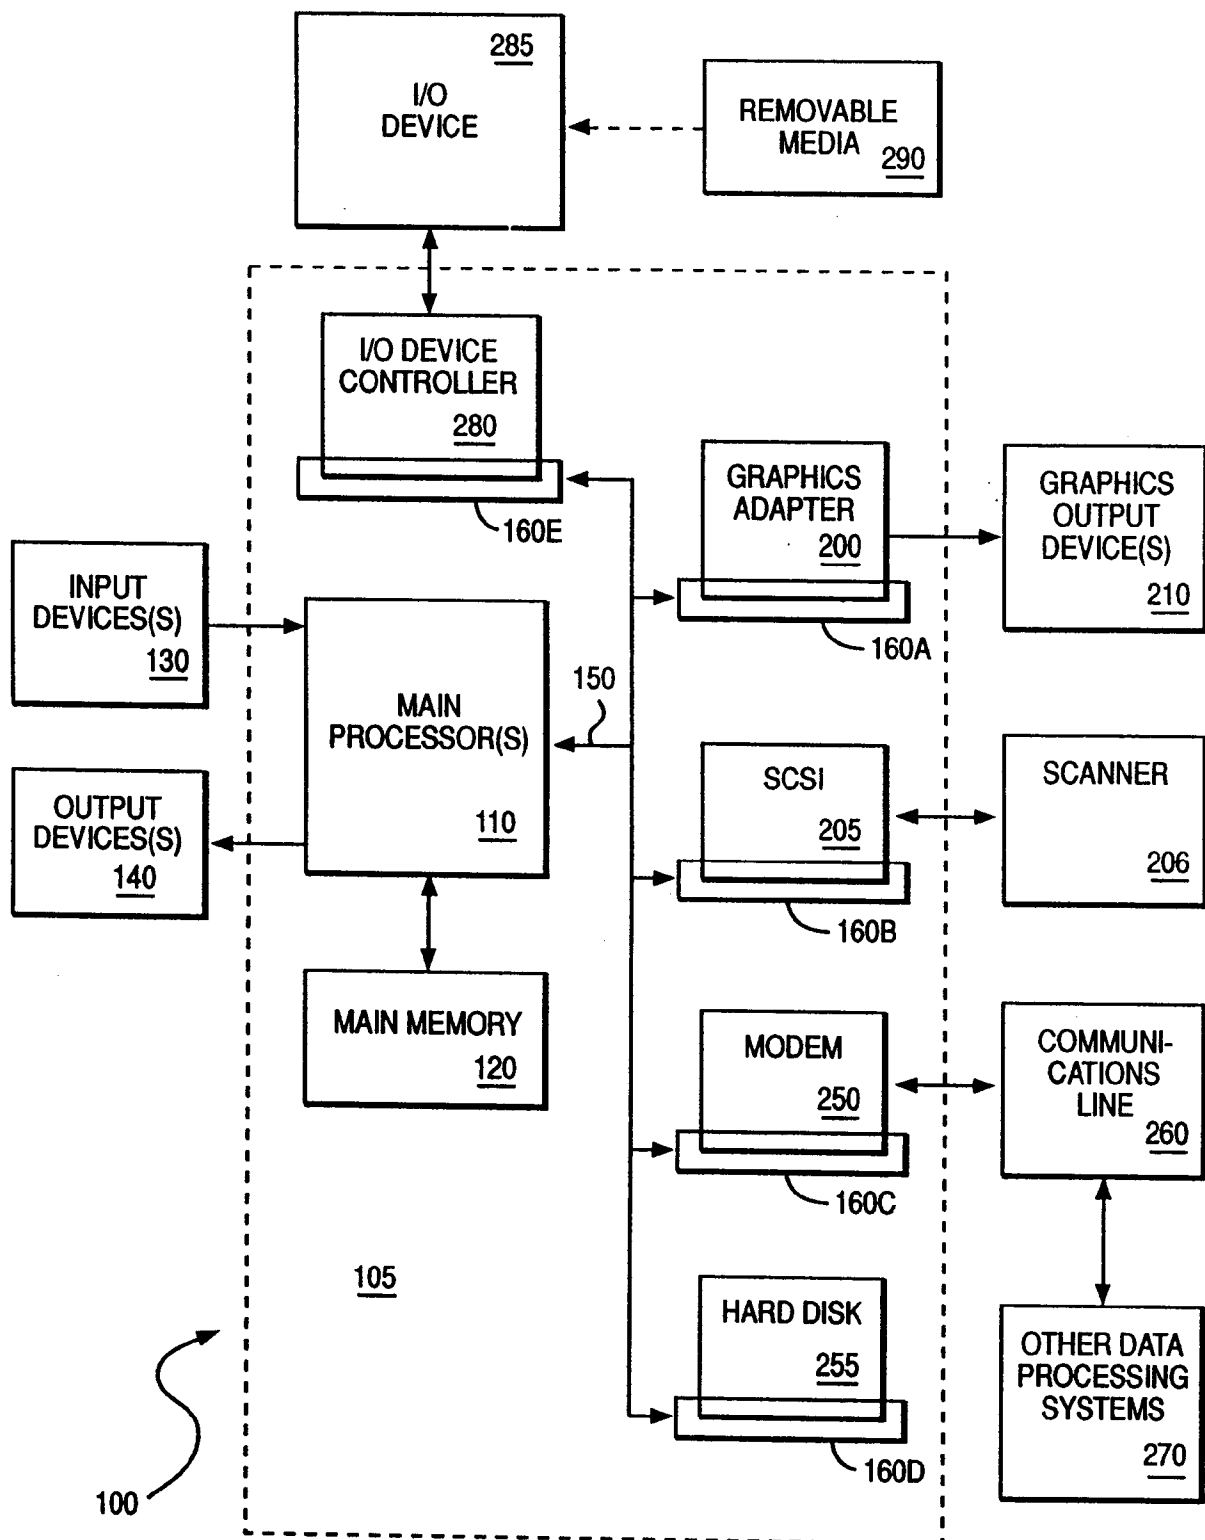 285
I/O
DEVICE
REMOVABLE
MEDIA
290
I/O DEVICE
CONTROLLER
280
160E
GRAPHICS
ADAPTER
200
160A
GRAPHICS
OUTPUT
DEVICE(S)
210
INPUT
DEVICES(S)
130
MAIN
PROCESSOR(S)
110
150
OUTPUT
DEVICES(S)
140
SCSI
205
160B
SCANNER
206
MAIN MEMORY
120
MODEM
250
160C
COMMUNI-
CATIONS
LINE
260
105
HARD DISK
255
160D
OTHER DATA
PROCESSING
SYSTEMS
270
100